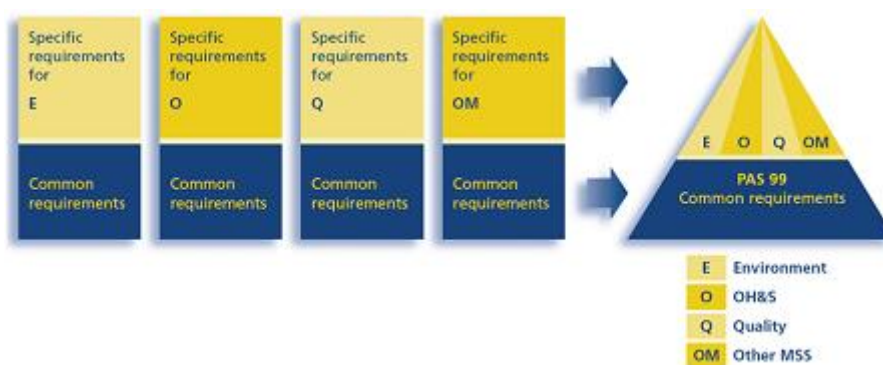 Specific
requirements
for
E
Specific
requirements
for
O
Specific
requirements
for
Q
Specific
requirements
for
OM
Common
requirements
Common
requirements
Common
requirements
Common
requirements
E O Q OM
PAS 99
Common requirements
E Environment
O OH&S
Q Quality
OM Other MSS